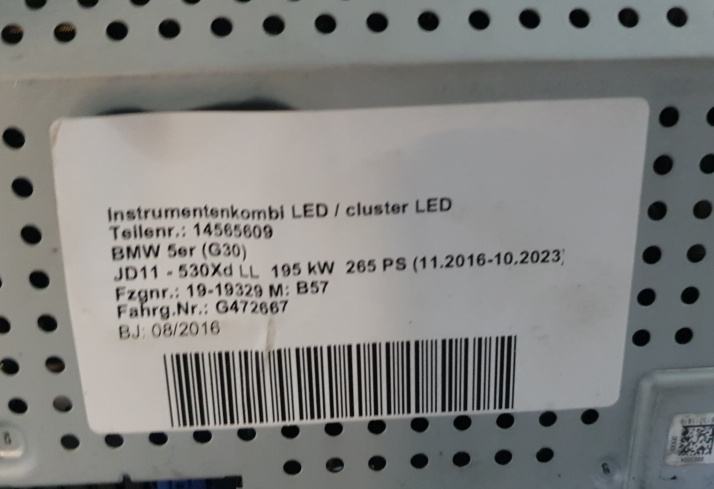 Instrumentenkombi LED / cluster LED
Teilenr.: 14565609
BMW 5er (G30)
JD11 - 530Xd LL 195 kW 265 PS (11.2016-10.2023)
Fzgnr.: 19-19329 M: B57
Fahrg.Nr.: G472667
BJ: 08/2016